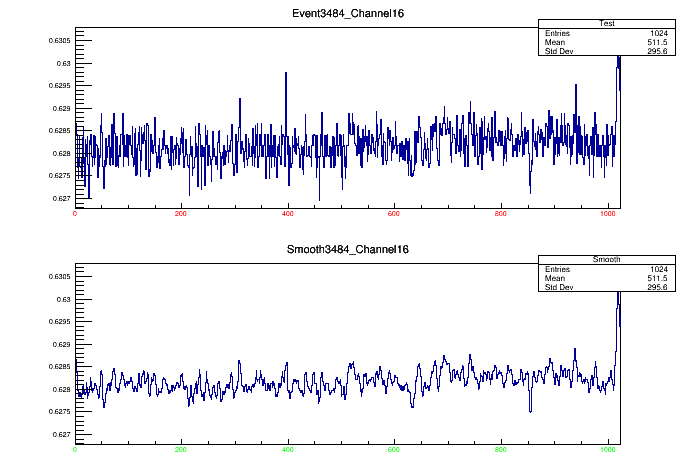 Event3484_Channel16
Test
Entries 1024
Mean 511.5
Std Dev 295.6
0.6305
0.63
0.6295
0.629
0.6285
0.628
0.6275
0.627
0 200 400 600 800 1000
Smooth3484_Channel16
Smooth
Entries 1024
Mean 511.5
Std Dev 295.6
0.6305
0.63
0.6295
0.629
0.6285
0.628
0.6275
0.627
0 200 400 600 800 1000